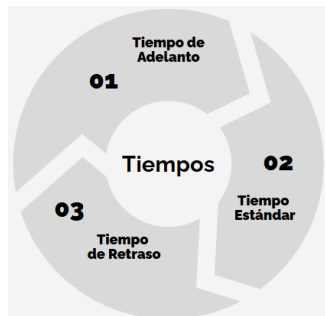 Tiempo de
Adelanto
01
Tiempos
02
Tiempo
Estándar
03
Tiempo
de Retraso